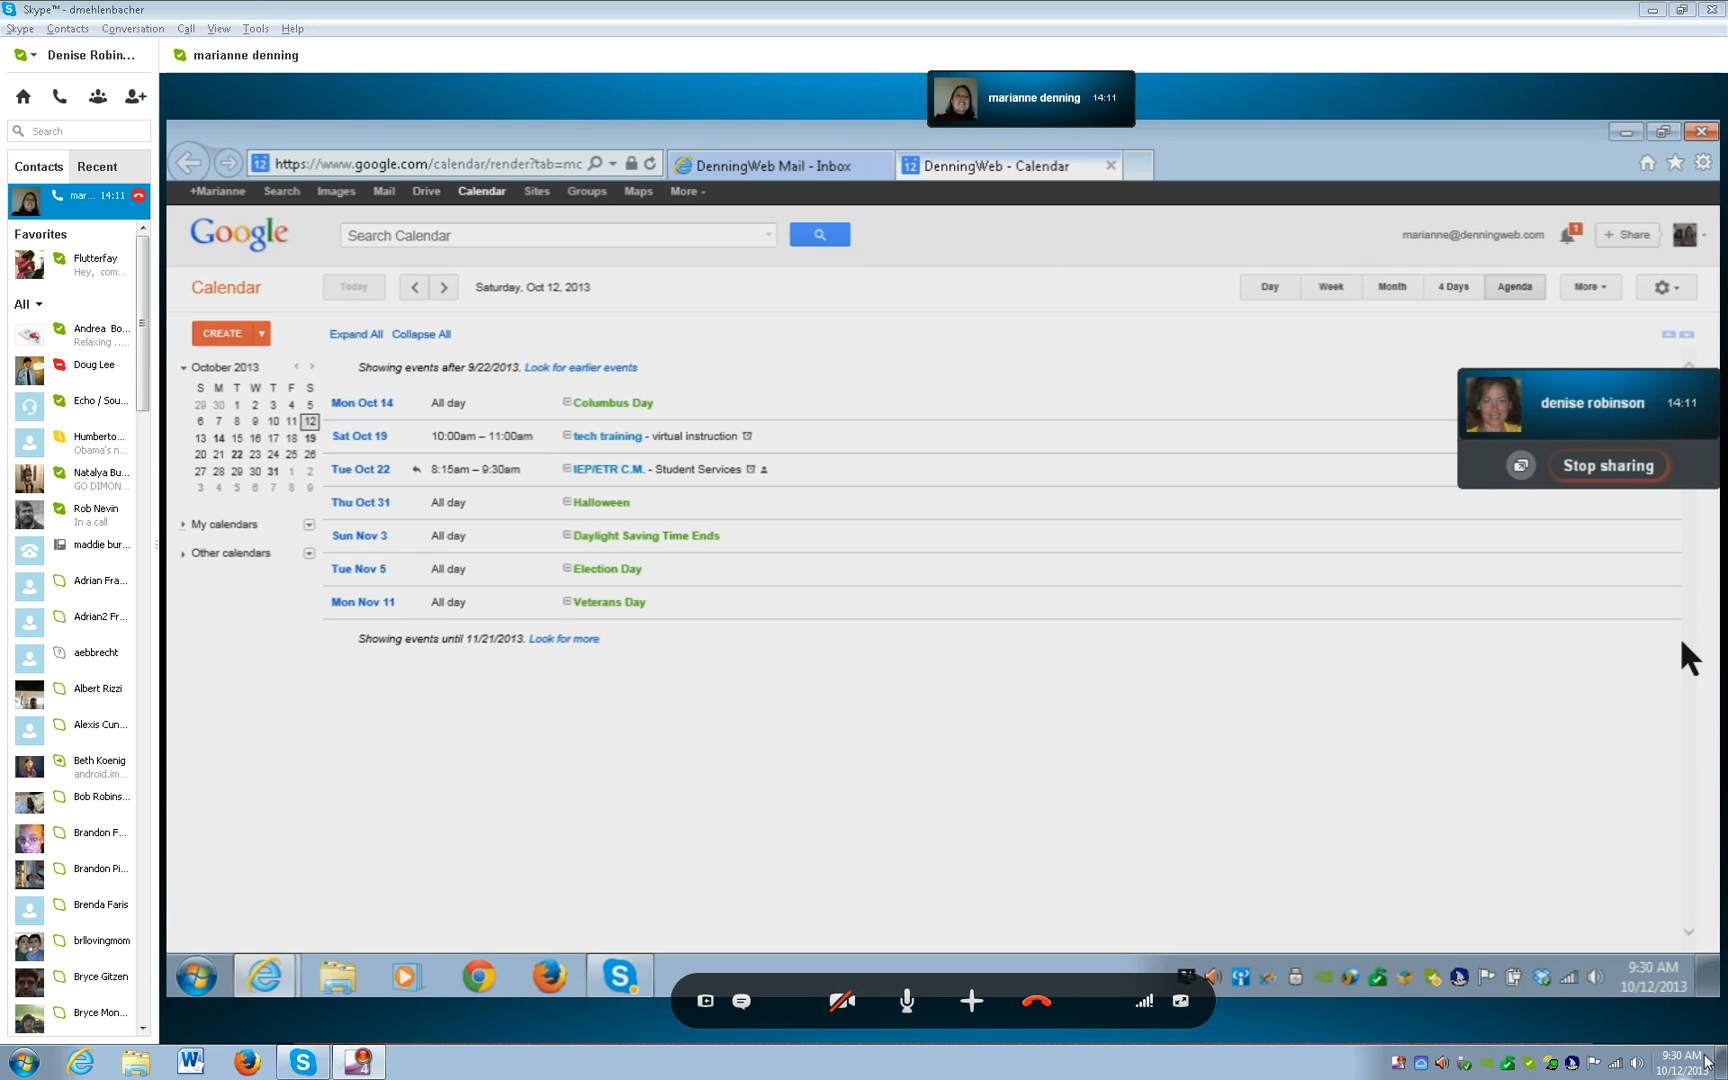 Skype™ - dmehlenbacher
Skype Contacts Conversation Call View Tools Help
Denise Robin...
marianne denning
Search
Contacts Recent
mar... 14:11
Favorites
Flutterfay
Hey, com...
All
Andrea Bo...
Relaxing ...
Doug Lee
Echo / Sou...
Humberto...
Obama's n...
Natalya Bu...
GO DIMON...
Rob Nevin
In a call
maddie bur...
Adrian Fra...
Adrian2 Fr...
aebbrecht
Albert Rizzi
Alexis Cun...
Beth Koenig
android.im...
Bob Robins...
Brandon F...
Brandon Pi...
Brenda Faris
brllovingmom
Bryce Gitzen
Bryce Mon...
marianne denning 14:11
https://www.google.com/calendar/render?tab=mc
DenningWeb Mail - Inbox
12 DenningWeb - Calendar
+Marianne Search Images Mail Drive Calendar Sites Groups Maps More
Google
Search Calendar
marianne@denningweb.com 1 + Share
Calendar Today Saturday, Oct 12, 2013 Day Week Month 4 Days Agenda More
CREATE
Expand All Collapse All
October 2013
S M T W T F S
29 30 1 2 3 4 5
6 7 8 9 10 11 12
13 14 15 16 17 18 19
20 21 22 23 24 25 26
27 28 29 30 31 1 2
3 4 5 6 7 8 9
My calendars
Other calendars
Showing events after 9/22/2013. Look for earlier events
Mon Oct 14 All day Columbus Day
Sat Oct 19 10:00am – 11:00am tech training - virtual instruction
Tue Oct 22 8:15am – 9:30am IEP/ETR C.M. - Student Services
Thu Oct 31 All day Halloween
Sun Nov 3 All day Daylight Saving Time Ends
Tue Nov 5 All day Election Day
Mon Nov 11 All day Veterans Day
Showing events until 11/21/2013. Look for more
denise robinson 14:11
Stop sharing
9:30 AM
10/12/2013
9:30 AM
10/12/2013